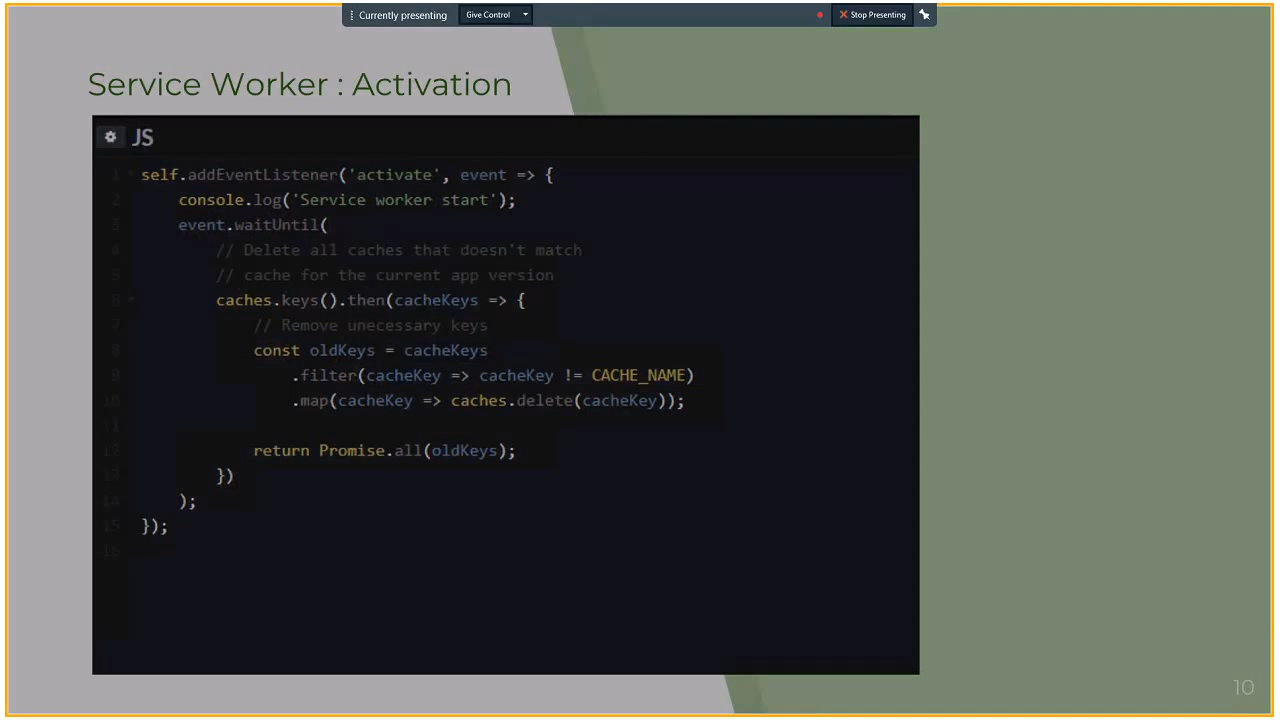 Currently presenting
Give Control
Stop Presenting
Service Worker : Activation
JS
1 self.addEventListener('activate', event => {
2 console.log('Service worker start');
3 event.waitUntil(
4 // Delete all caches that doesn't match
5 // cache for the current app version
6 caches.keys().then(cacheKeys => {
7 // Remove unecessary keys
8 const oldKeys = cacheKeys
9 .filter(cacheKey => cacheKey != CACHE_NAME)
10 .map(cacheKey => caches.delete(cacheKey));
11
12 return Promise.all(oldKeys);
13 })
14 );
15 });
16
10